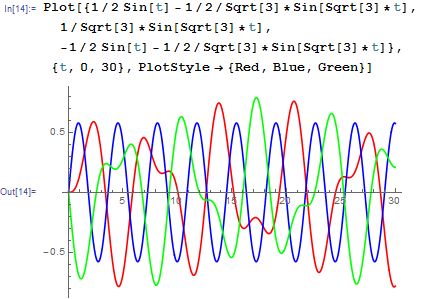 In[14]:= Plot[{1/2 Sin[t] - 1/2/Sqrt[3]*Sin[Sqrt[3]*t],
1/Sqrt[3]*Sin[Sqrt[3]*t],
-1/2 Sin[t] - 1/2/Sqrt[3]*Sin[Sqrt[3]*t]},
{t, 0, 30}, PlotStyle → {Red, Blue, Green}]
0.5
Out[14]=
5 10 15 20 25 30
-0.5